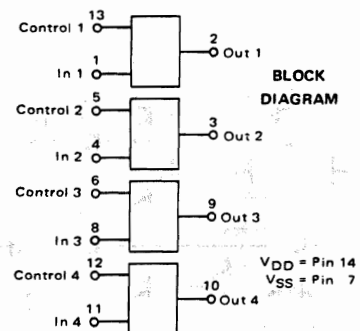 13
Control 1
2
Out 1
1
In 1
BLOCK
DIAGRAM
5
Control 2
3
Out 2
4
In 2
6
Control 3
9
Out 3
8
In 3
12
Control 4
10
Out 4
11
In 4
VDD = Pin 14
VSS = Pin 7